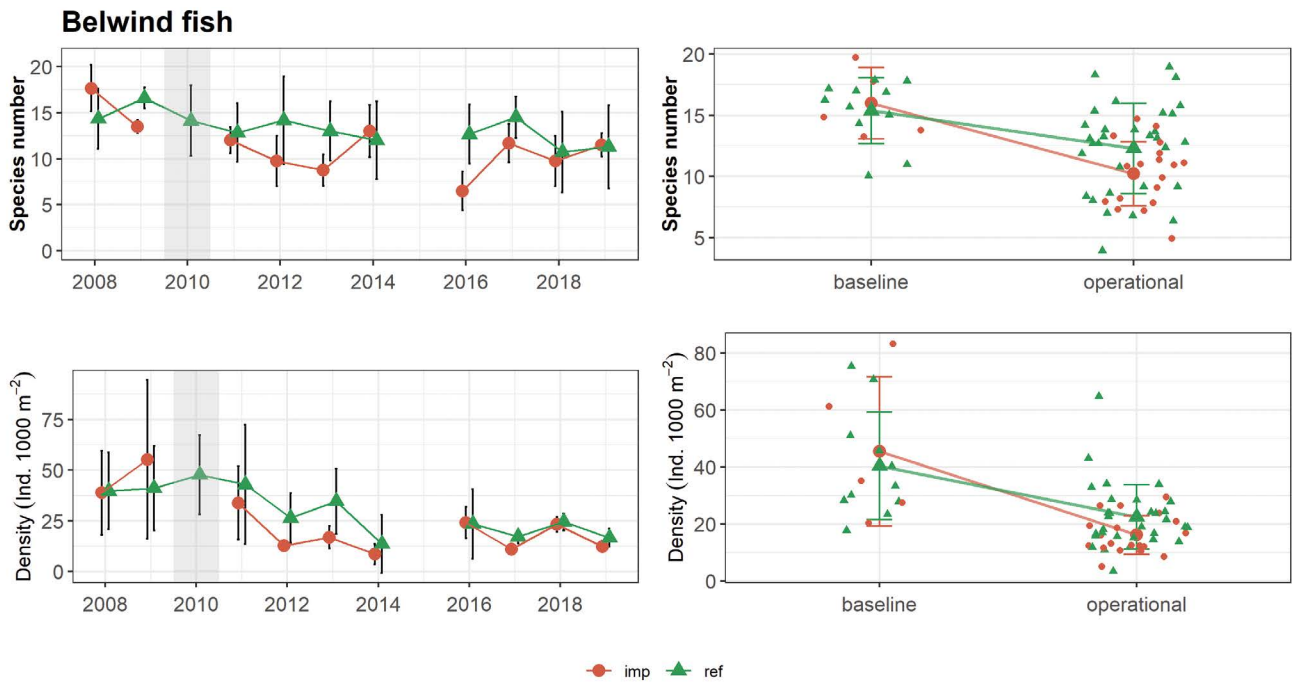 Belwind fish
Species number
20
15
10
5
0
2008
2010
2012
2014
2016
2018
Species number
20
15
10
5
baseline
operational
Density (Ind. 1000 m⁻²)
75
50
25
0
2008
2010
2012
2014
2016
2018
Density (Ind. 1000 m⁻²)
80
60
40
20
0
baseline
operational
imp
ref